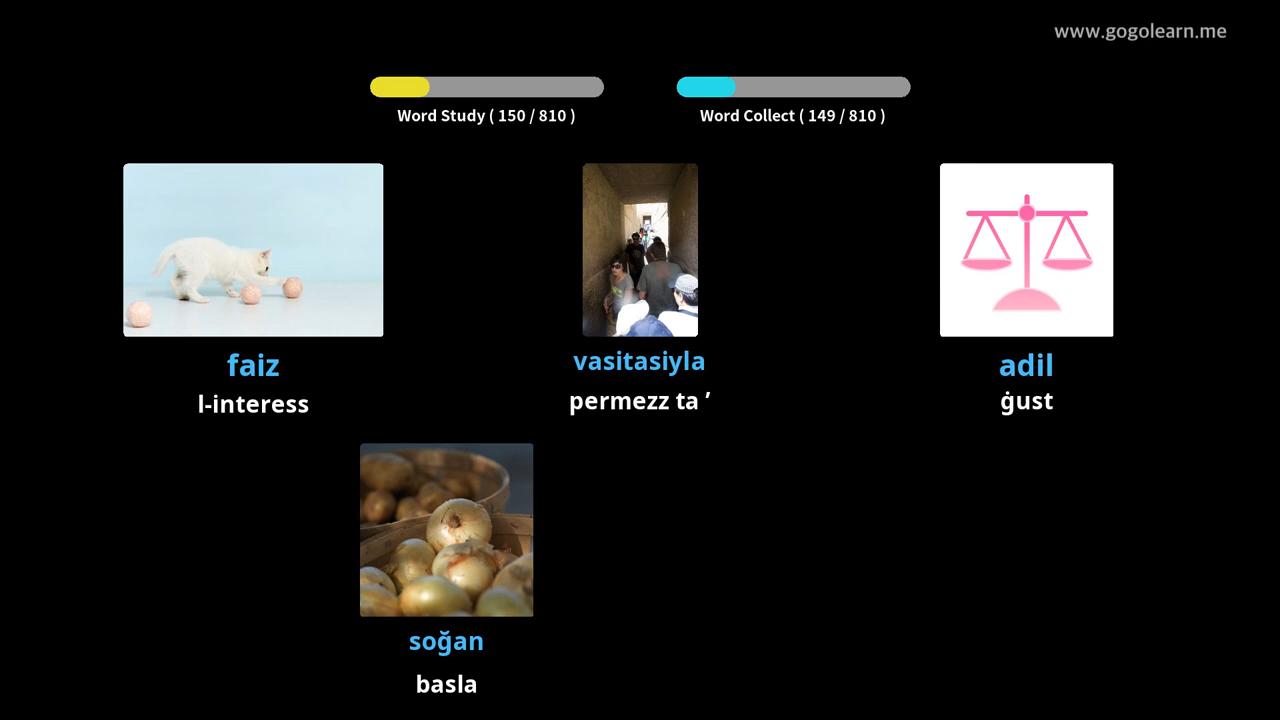 www.gogolearn.me
Word Study ( 150 / 810 )
Word Collect ( 149 / 810 )
faiz
l-interess
vasitasiyla
permezz ta ’
adil
ġust
soğan
basla